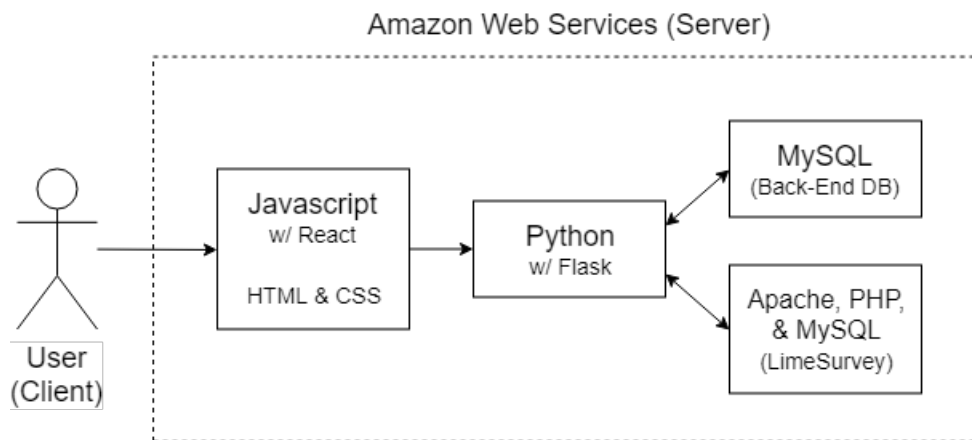 Amazon Web Services (Server)
User
(Client)
Javascript
w/ React
HTML & CSS
Python
w/ Flask
MySQL
(Back-End DB)
Apache, PHP,
& MySQL
(LimeSurvey)